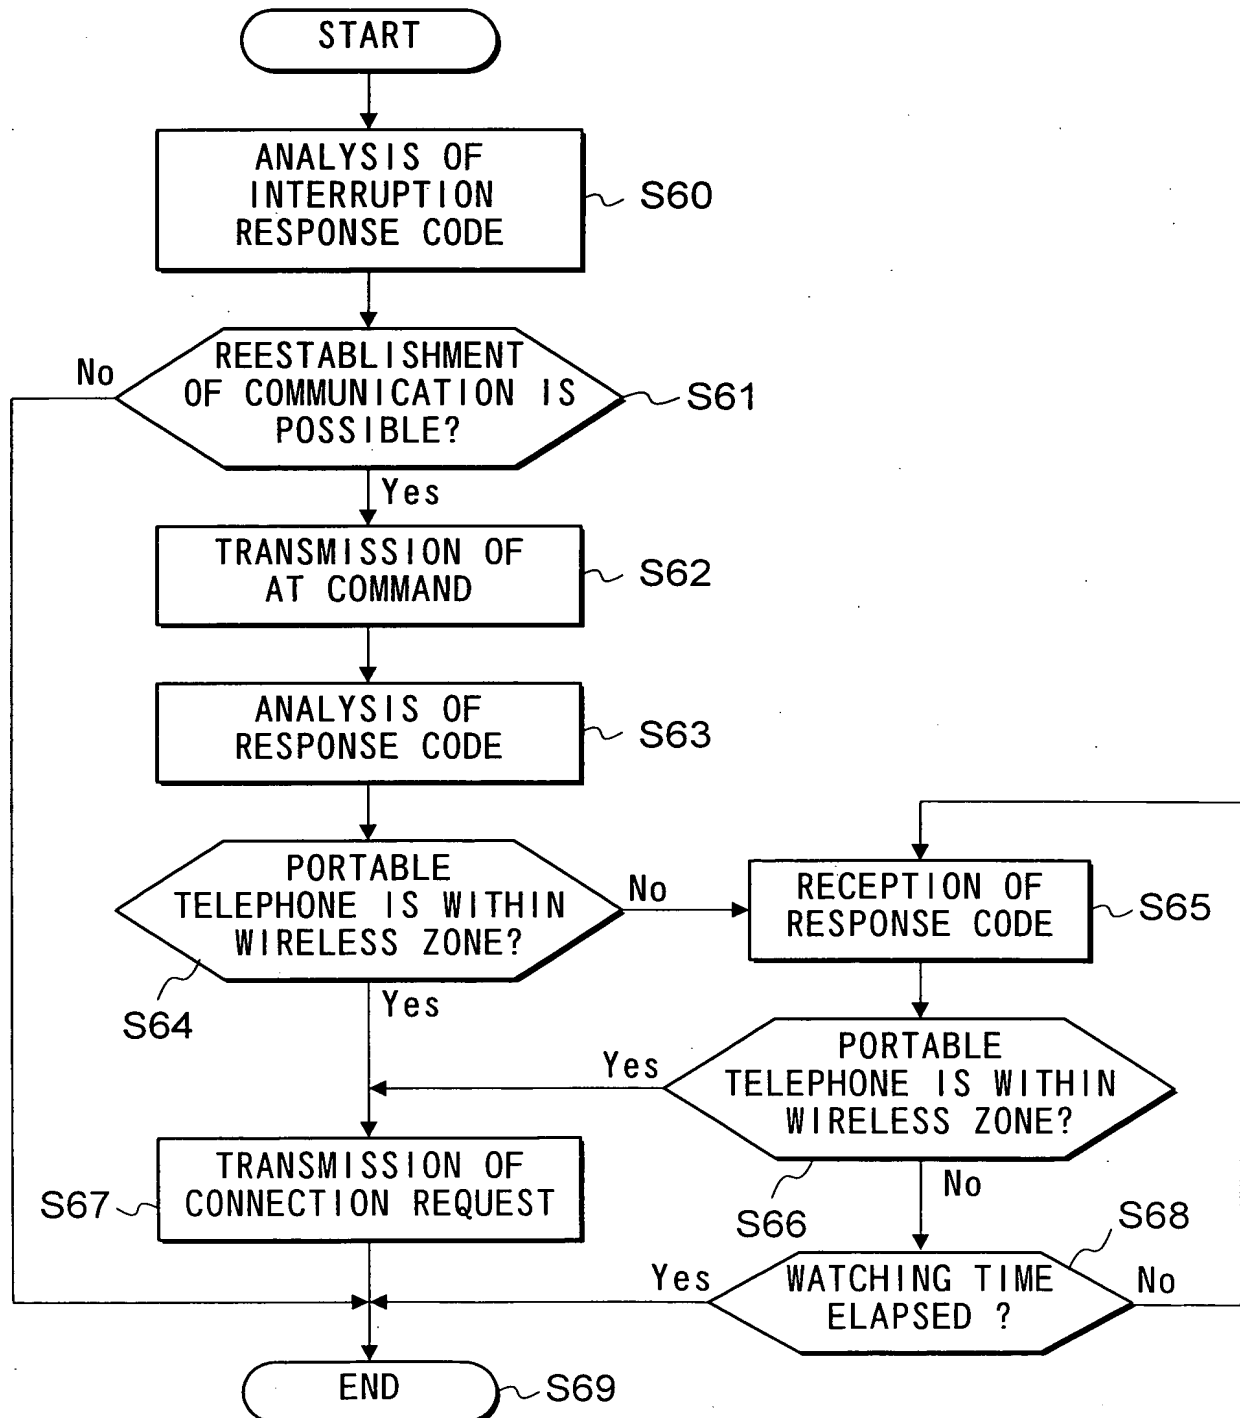 START
ANALYSIS OF
INTERRUPTION
RESPONSE CODE
S60
REESTABLISHMENT
OF COMMUNICATION IS
POSSIBLE?
No
S61
Yes
TRANSMISSION OF
AT COMMAND
S62
ANALYSIS OF
RESPONSE CODE
S63
PORTABLE
TELEPHONE IS WITHIN
WIRELESS ZONE?
No
S64
Yes
RECEPTION OF
RESPONSE CODE
S65
PORTABLE
TELEPHONE IS WITHIN
WIRELESS ZONE?
Yes
S66
No
TRANSMISSION OF
CONNECTION REQUEST
S67
WATCHING TIME
ELAPSED ?
S68
Yes
No
END
S69